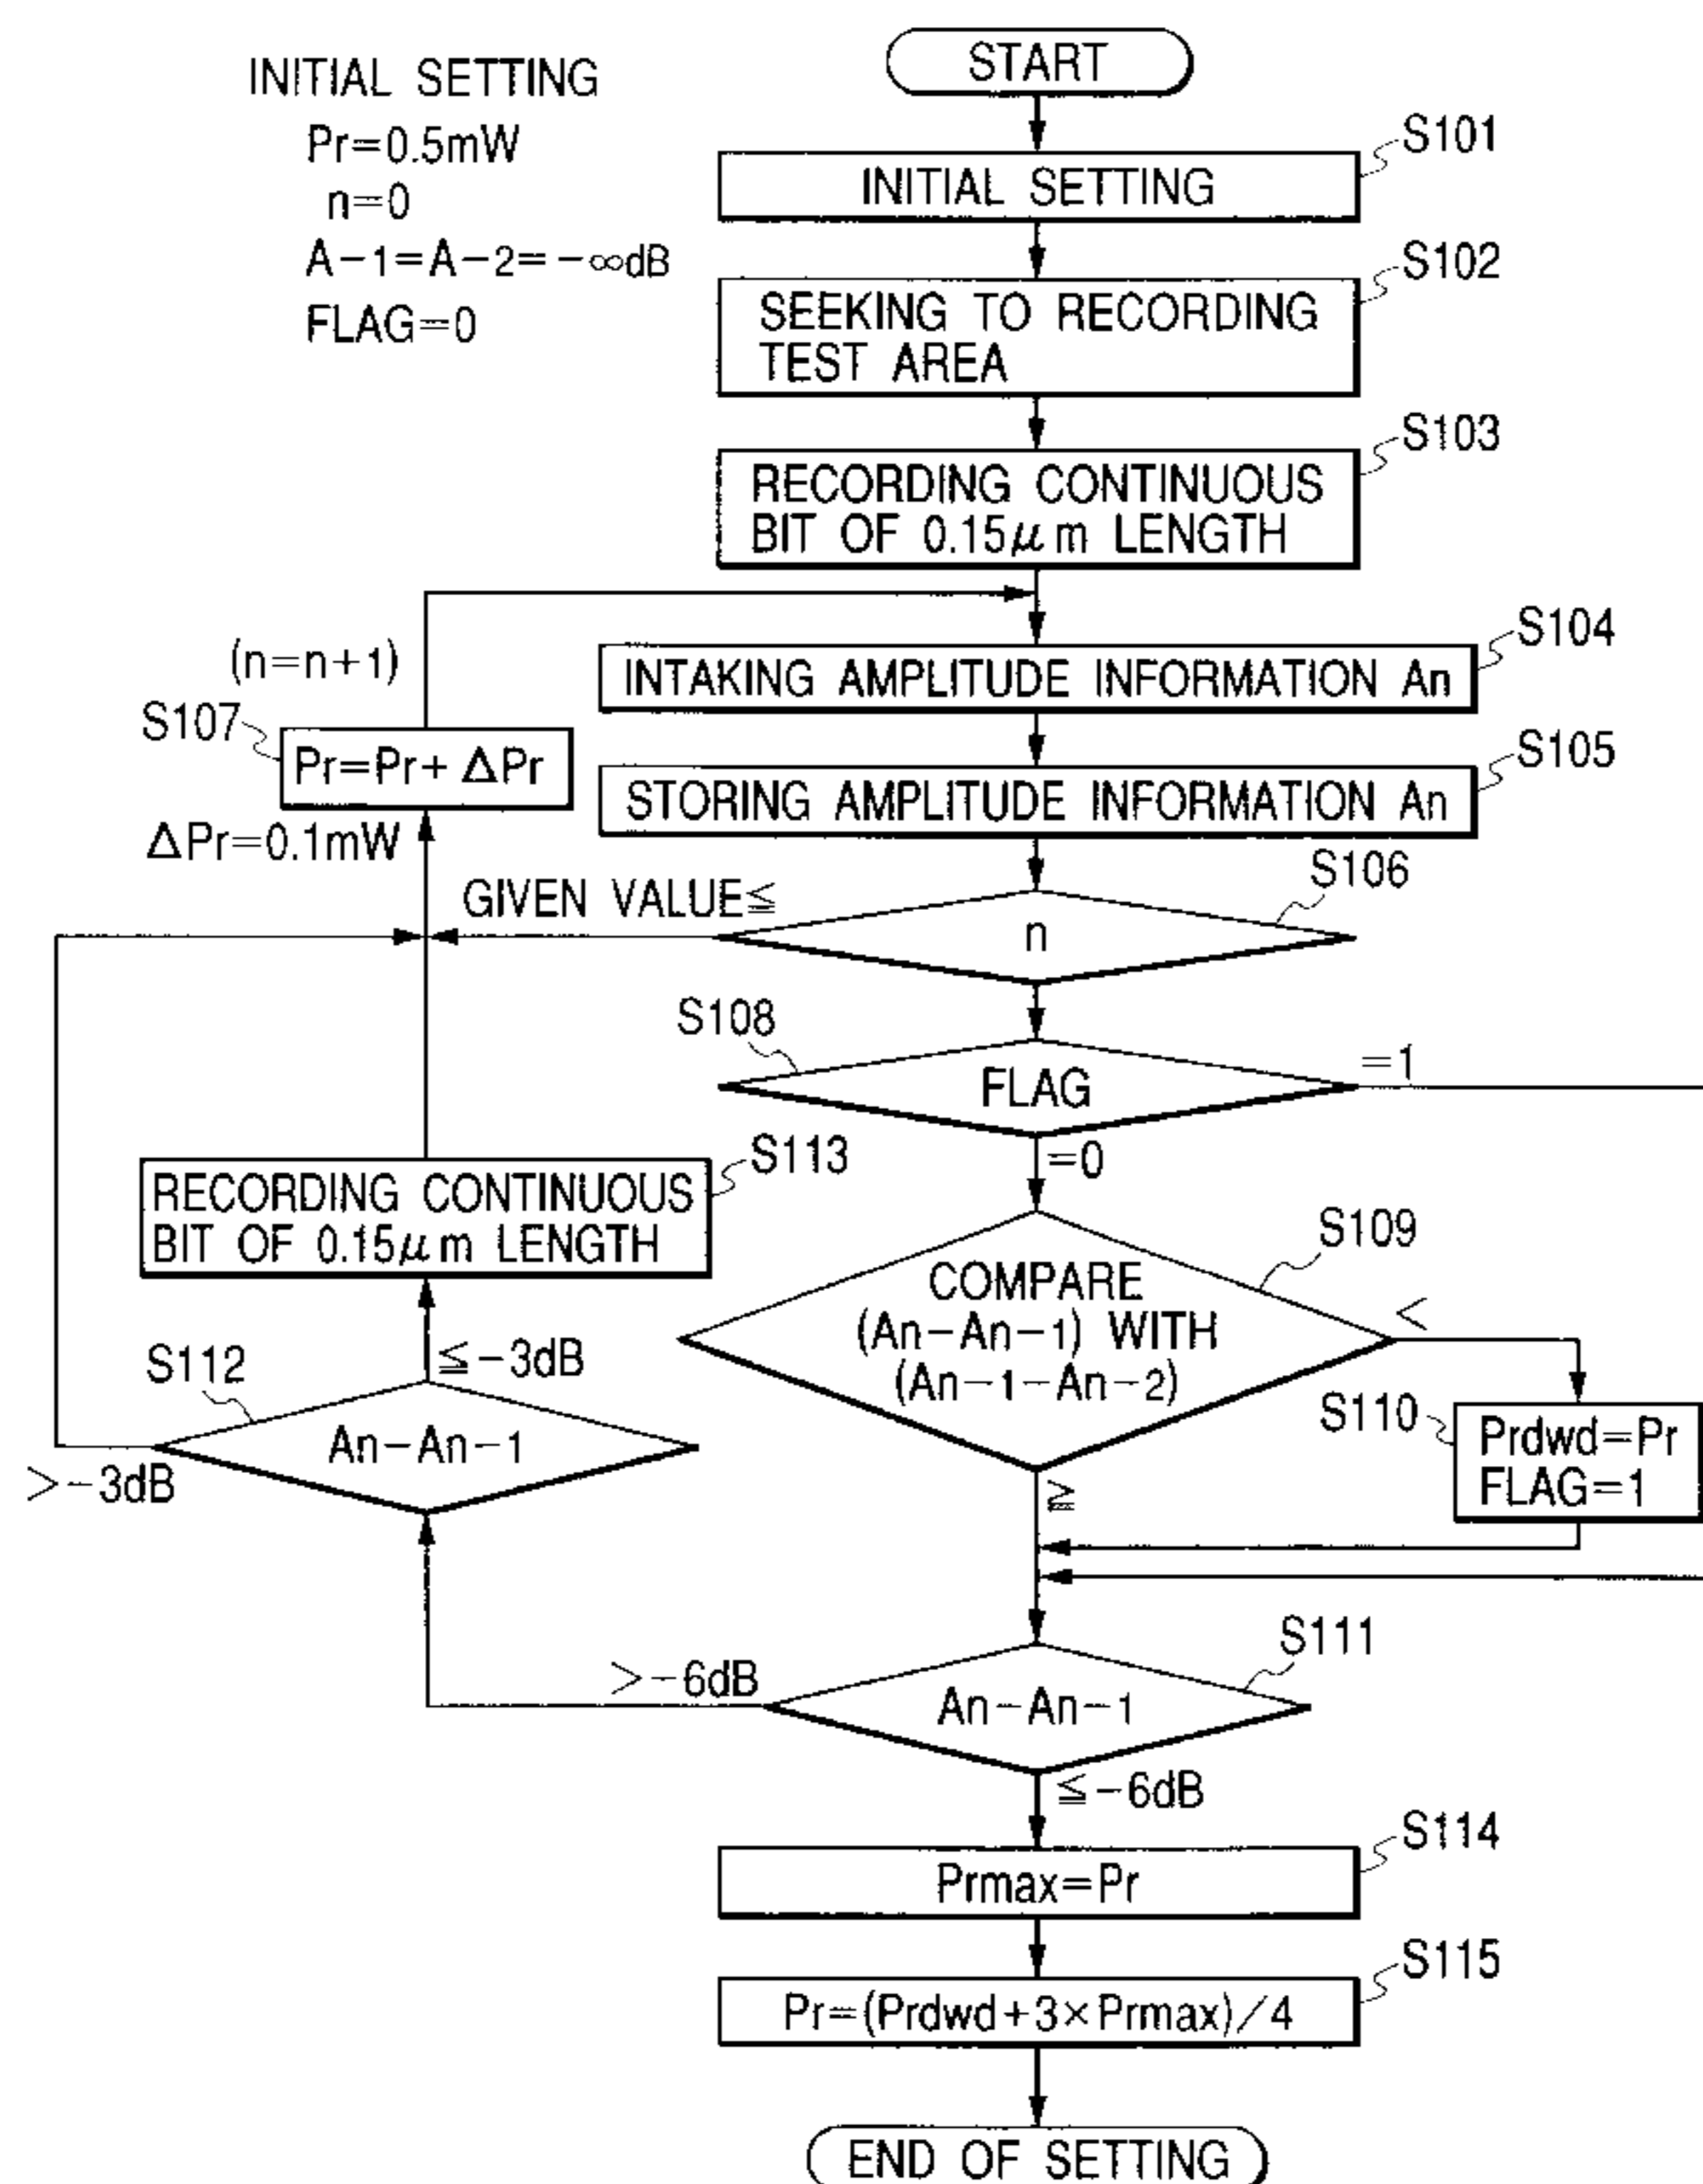 START
INITIAL SETTING
Pr=0.5mW
n=0
A−1=A−2=−∞dB
FLAG=0
S101
INITIAL SETTING
S102
SEEKING TO RECORDING
TEST AREA
S103
RECORDING CONTINUOUS
BIT OF 0.15μm LENGTH
(n=n+1)
S104
INTAKING AMPLITUDE INFORMATION An
S107
Pr=Pr+ ΔPr
ΔPr=0.1mW
S105
STORING AMPLITUDE INFORMATION An
S106
GIVEN VALUE≦
n
S108
FLAG
=1
=0
S113
RECORDING CONTINUOUS
BIT OF 0.15μm LENGTH
S109
COMPARE
(An−An−1) WITH
(An−1−An−2)
<
≧
S110
Prdwd=Pr
FLAG=1
S112
≦−3dB
An−An−1
>−3dB
S111
>−6dB
An−An−1
≦−6dB
S114
Prmax=Pr
S115
Pr=(Prdwd+3×Prmax)/4
END OF SETTING